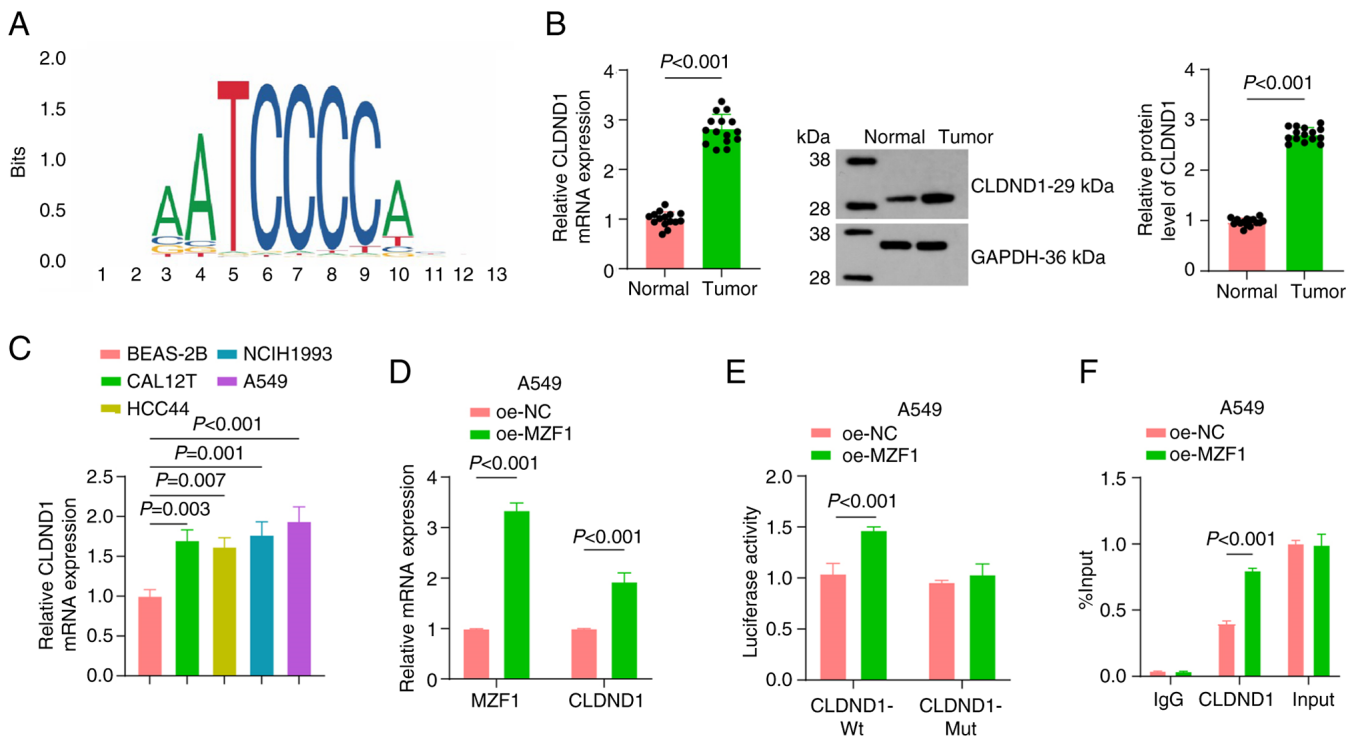 A
Bits
2.0
1.5
1.0
0.5
0.0
AATCCCCA
1 2 3 4 5 6 7 8 9 10 11 12 13
B
Relative CLDND1
mRNA expression
4
3
2
1
0
P<0.001
Normal Tumor
kDa Normal Tumor
38
28
CLDND1-29 kDa
38
28
GAPDH-36 kDa
Relative protein
level of CLDND1
4
3
2
1
0
P<0.001
Normal Tumor
C
BEAS-2B NCIH1993
CAL12T A549
HCC44
P<0.001
P=0.001
P=0.007
P=0.003
Relative CLDND1
mRNA expression
2.5
2.0
1.5
1.0
0.5
0.0
D
A549
oe-NC
oe-MZF1
Relative mRNA expression
4
3
2
1
0
P<0.001
P<0.001
MZF1 CLDND1
E
A549
oe-NC
oe-MZF1
Luciferase activity
2.0
1.5
1.0
0.5
0.0
P<0.001
CLDND1- CLDND1-
Wt Mut
F
A549
oe-NC
oe-MZF1
%Input
1.5
1.0
0.5
0.0
P<0.001
IgG CLDND1 Input